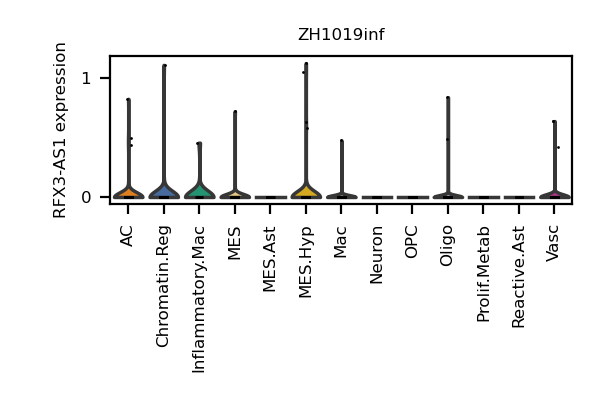 ZH1019inf
RFX3-AS1 expression
1
0
AC
Chromatin.Reg
Inflammatory.Mac
MES
MES.Ast
MES.Hyp
Mac
Neuron
OPC
Oligo
Prolif.Metab
Reactive.Ast
Vasc